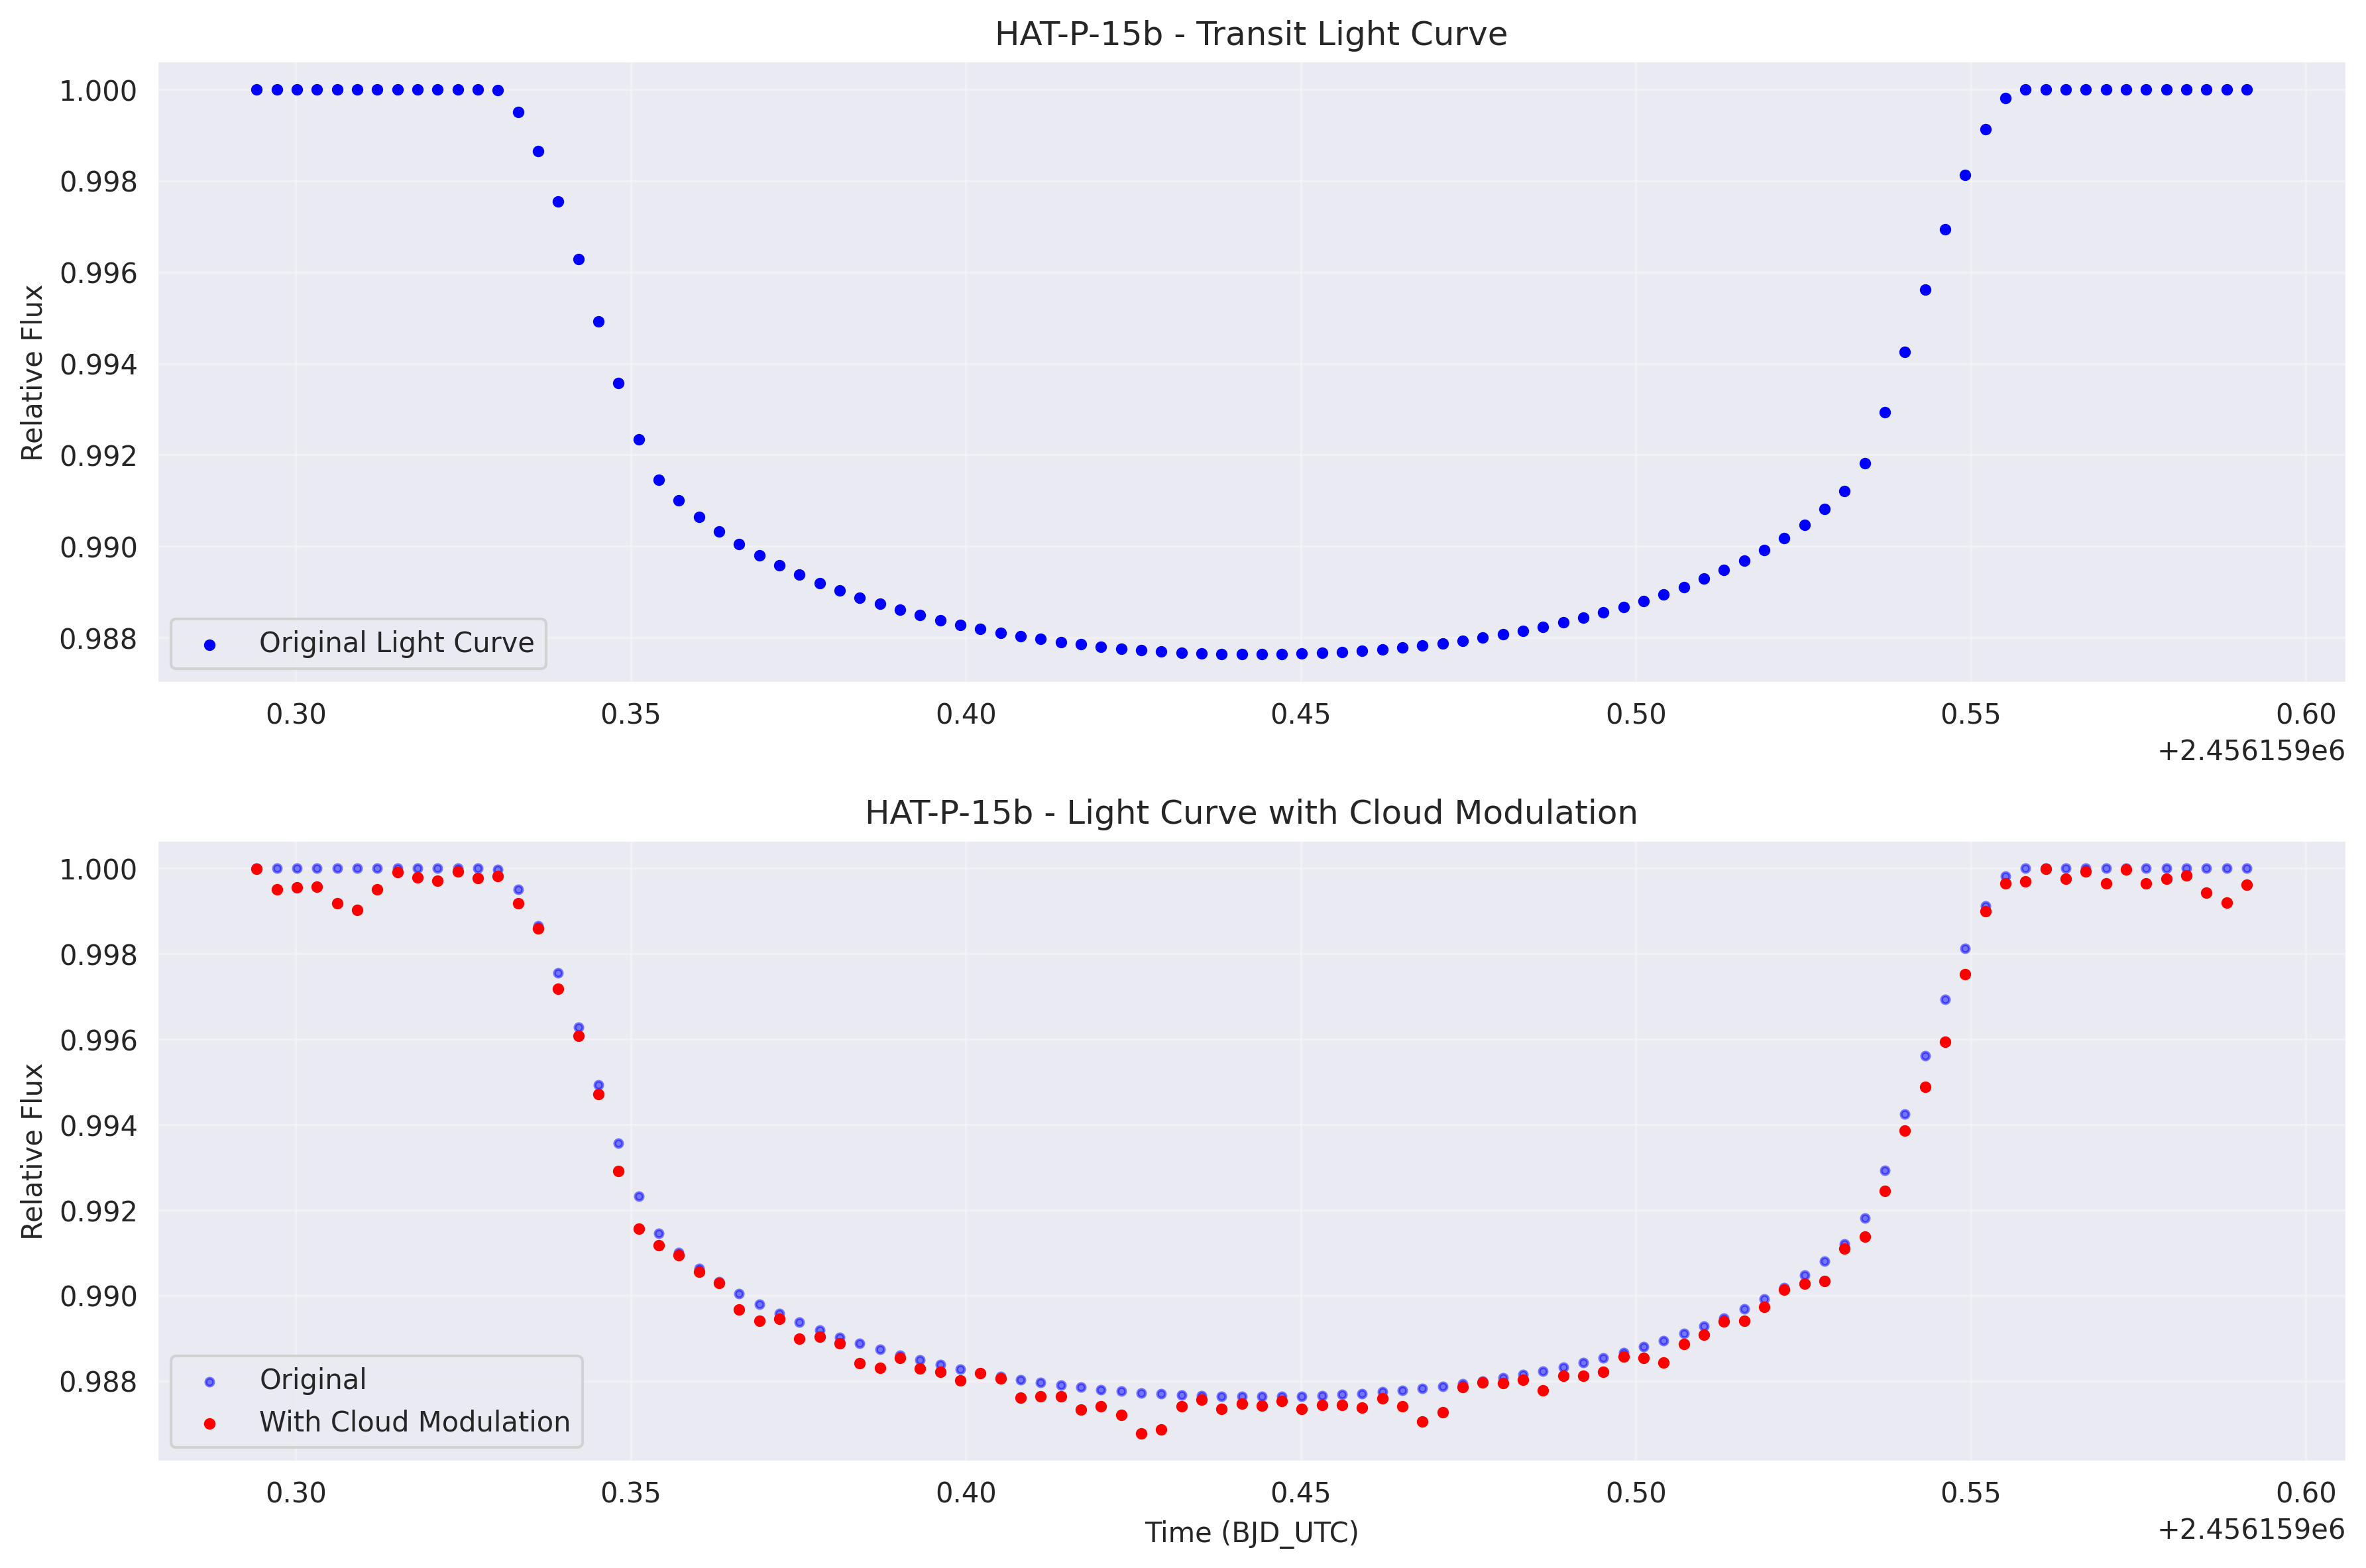 HAT-P-15b - Transit Light Curve
Relative Flux
1.000
0.998
0.996
0.994
0.992
0.990
0.988
Original Light Curve
0.30 0.35 0.40 0.45 0.50 0.55 0.60
+2.456159e6
HAT-P-15b - Light Curve with Cloud Modulation
Relative Flux
1.000
0.998
0.996
0.994
0.992
0.990
0.988
Original
With Cloud Modulation
0.30 0.35 0.40 0.45 0.50 0.55 0.60
Time (BJD_UTC)
+2.456159e6